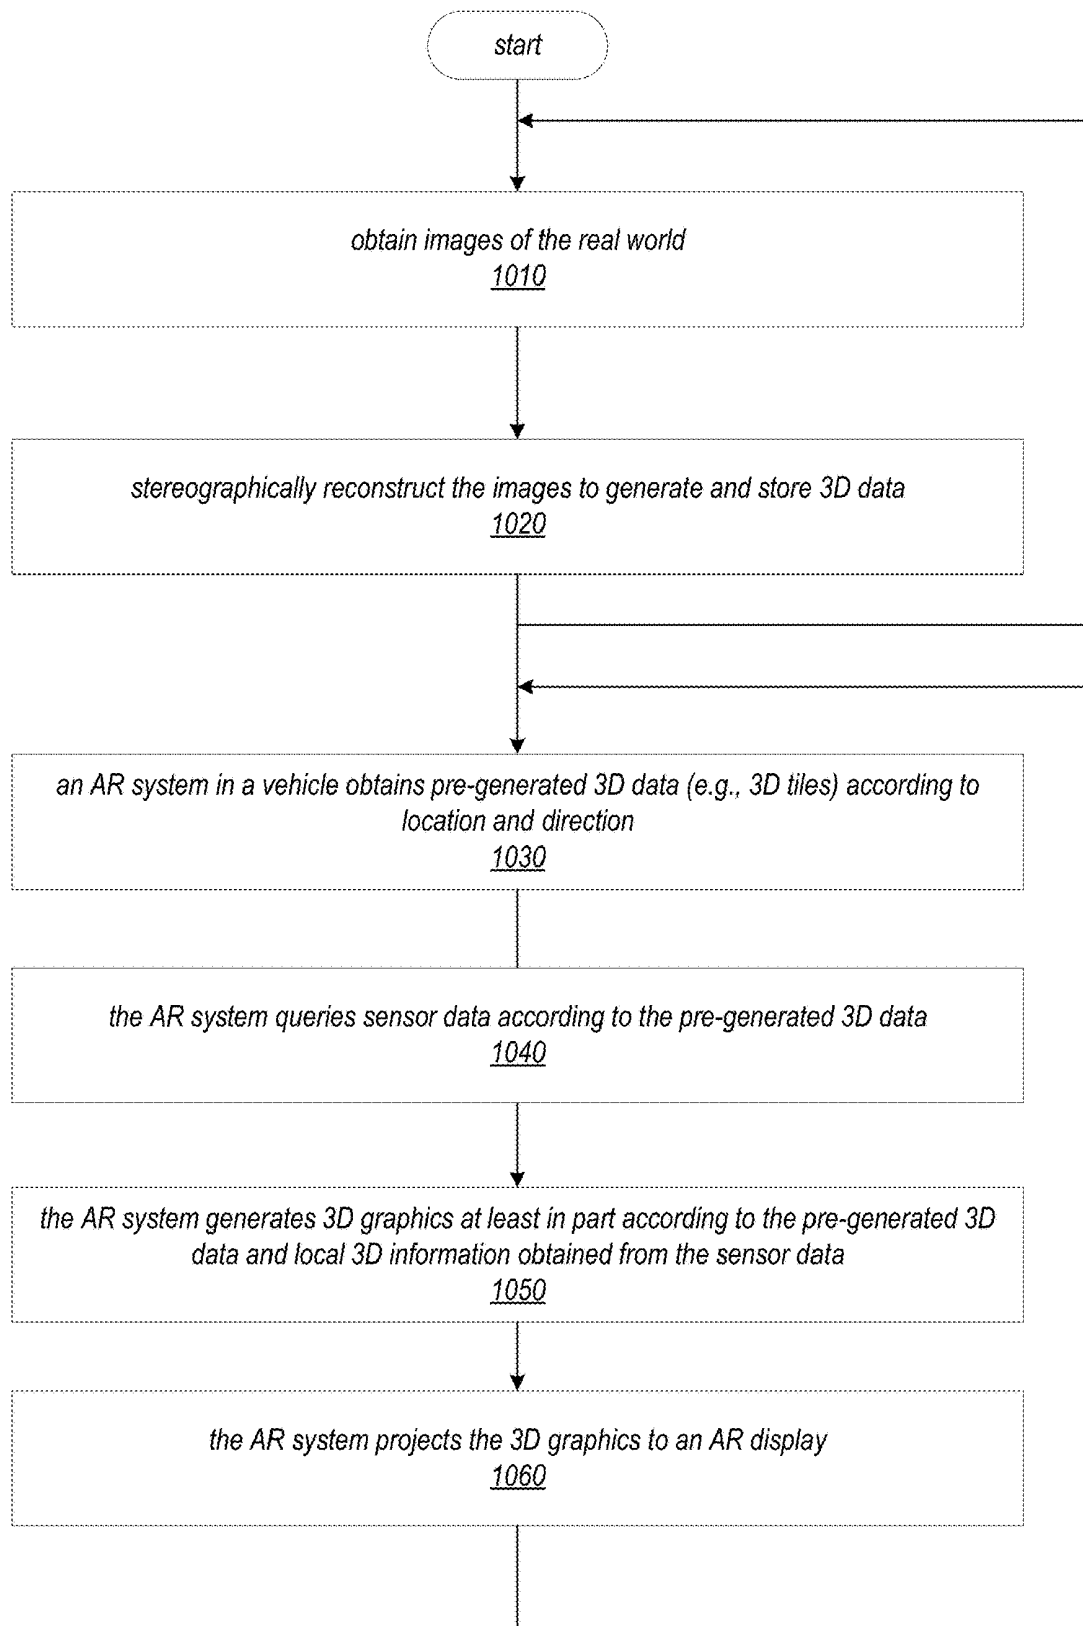 start
obtain images of the real world
1010
stereographically reconstruct the images to generate and store 3D data
1020
an AR system in a vehicle obtains pre-generated 3D data (e.g., 3D tiles) according to
location and direction
1030
the AR system queries sensor data according to the pre-generated 3D data
1040
the AR system generates 3D graphics at least in part according to the pre-generated 3D
data and local 3D information obtained from the sensor data
1050
the AR system projects the 3D graphics to an AR display
1060